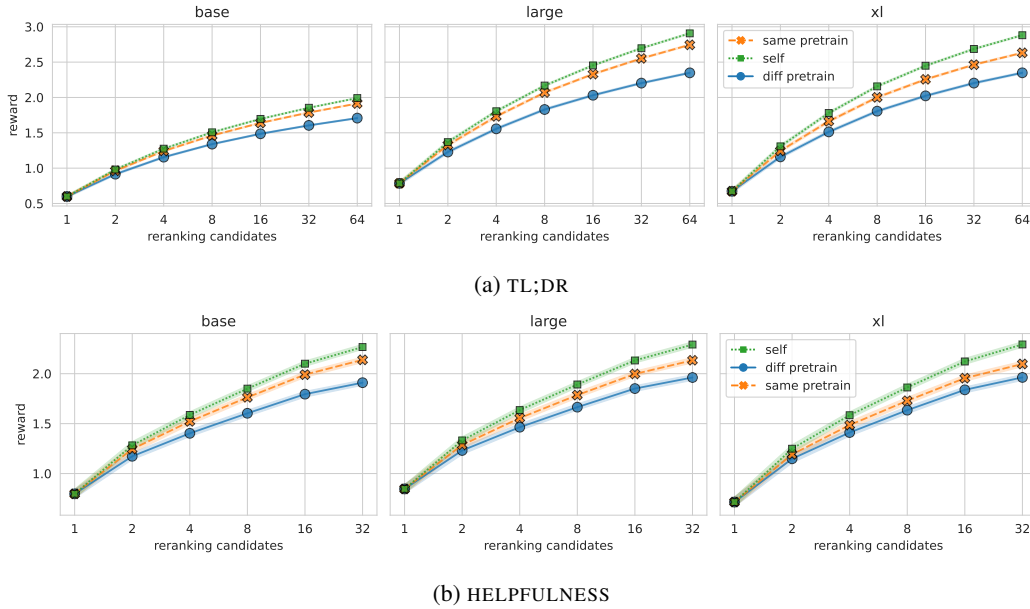 base
large
xl
3.0
2.5
2.0
1.5
1.0
0.5
reward
same pretrain
self
diff pretrain
1 2 4 8 16 32 64
1 2 4 8 16 32 64
1 2 4 8 16 32 64
reranking candidates
reranking candidates
reranking candidates
(a) TL;DR
base
large
xl
2.0
1.5
1.0
reward
self
diff pretrain
same pretrain
1 2 4 8 16 32
1 2 4 8 16 32
1 2 4 8 16 32
reranking candidates
reranking candidates
reranking candidates
(b) HELPFULNESS